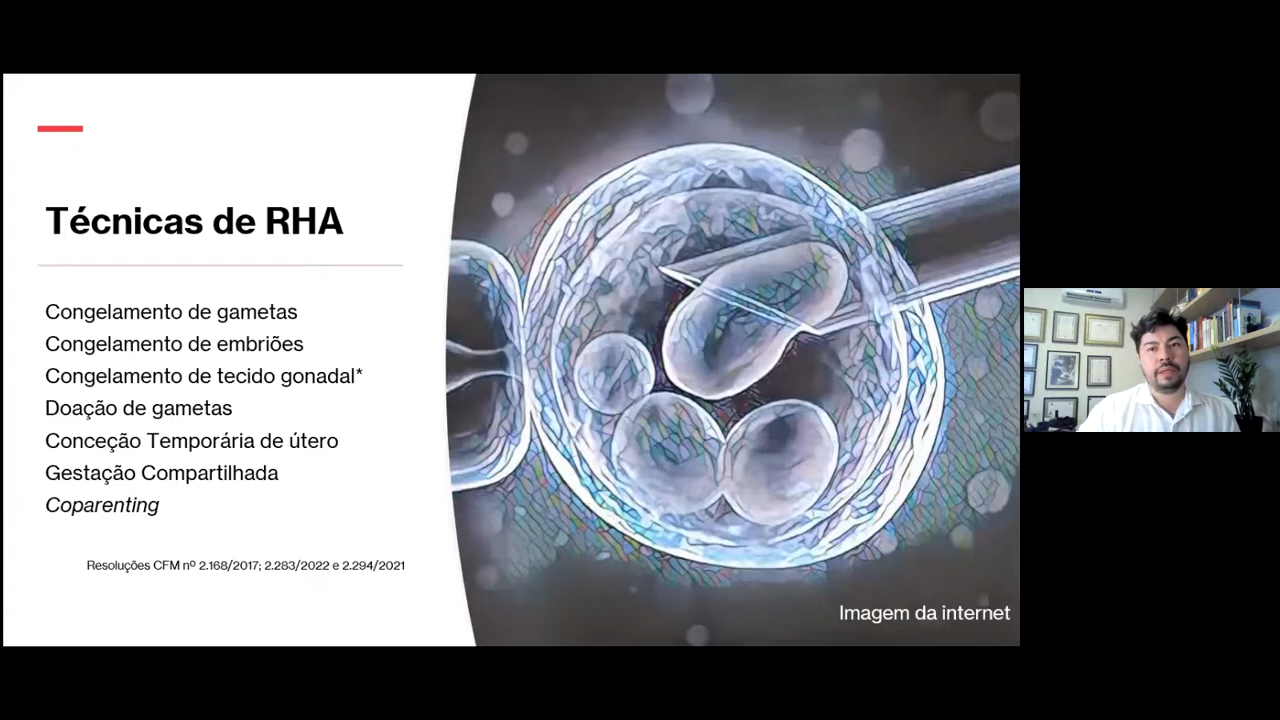 Técnicas de RHA
Congelamento de gametas
Congelamento de embriões
Congelamento de tecido gonadal*
Doação de gametas
Conceção Temporária de útero
Gestação Compartilhada
Coparenting
Resoluções CFM nº 2.168/2017; 2.283/2022 e 2.294/2021
Imagem da internet